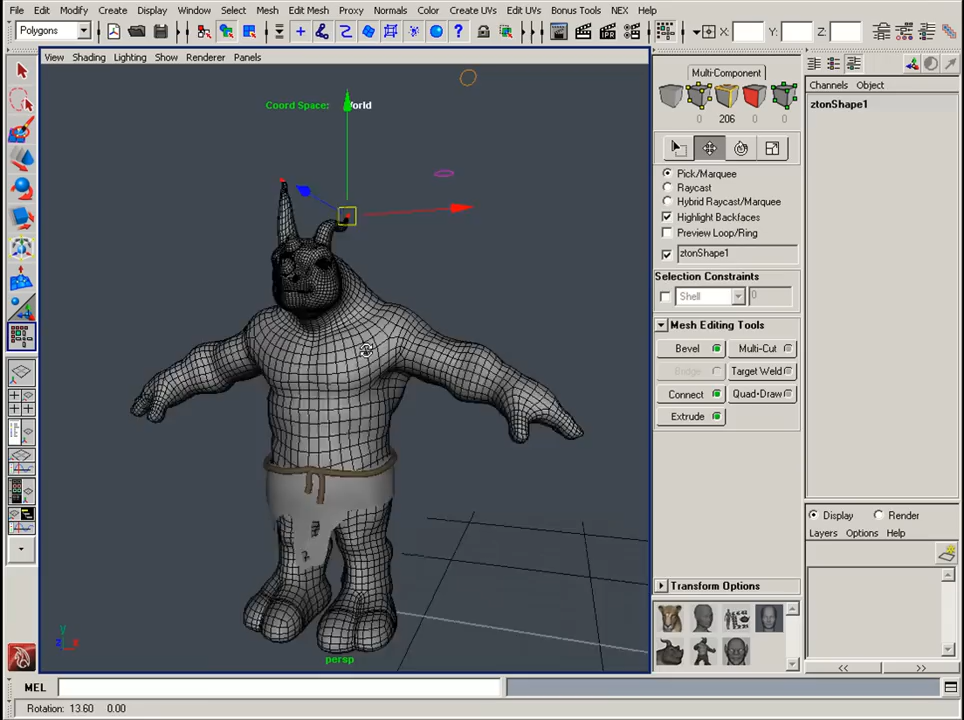 File Edit Modify Create Display Window Select Mesh Edit Mesh Proxy Normals Color Create UVs Edit UVs Bonus Tools NEX Help
Polygons X: Y: Z:
View Shading Lighting Show Renderer Panels
Multi-Component
Channels Object
ztonShape1
Coord Space: World
0 206 0 0
Pick/Marquee
Raycast
Hybrid Raycast/Marquee
Highlight Backfaces
Preview Loop/Ring
ztonShape1
Selection Constraints
Shell 0
Mesh Editing Tools
Bevel Multi-Cut
Bridge Target Weld
Connect Quad-Draw
Extrude
Display Render
Layers Options Help
Transform Options
y
z x
persp
<< >>
MEL
Rotation: 13.60 0.00